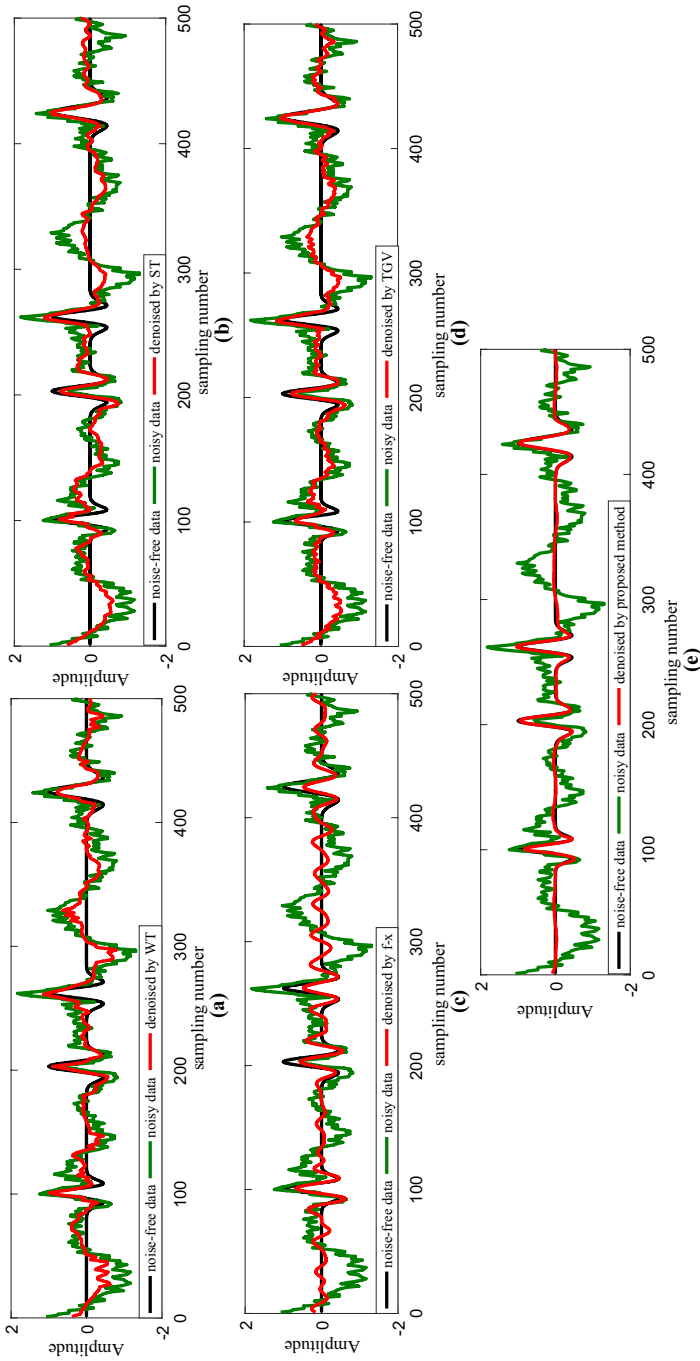 2
0
-2
Amplitude
0
100
200
300
400
500
noise-free data
noisy data
denoised by WT
sampling number
(a)
2
0
-2
Amplitude
0
100
200
300
400
500
noise-free data
noisy data
denoised by ST
sampling number
(b)
2
0
-2
Amplitude
0
100
200
300
400
500
noise-free data
noisy data
denoised by f-x
sampling number
(c)
2
0
-2
Amplitude
0
100
200
300
400
500
noise-free data
noisy data
denoised by TGV
sampling number
(d)
2
0
-2
Amplitude
0
100
200
300
400
500
noise-free data
noisy data
denoised by proposed method
sampling number
(e)